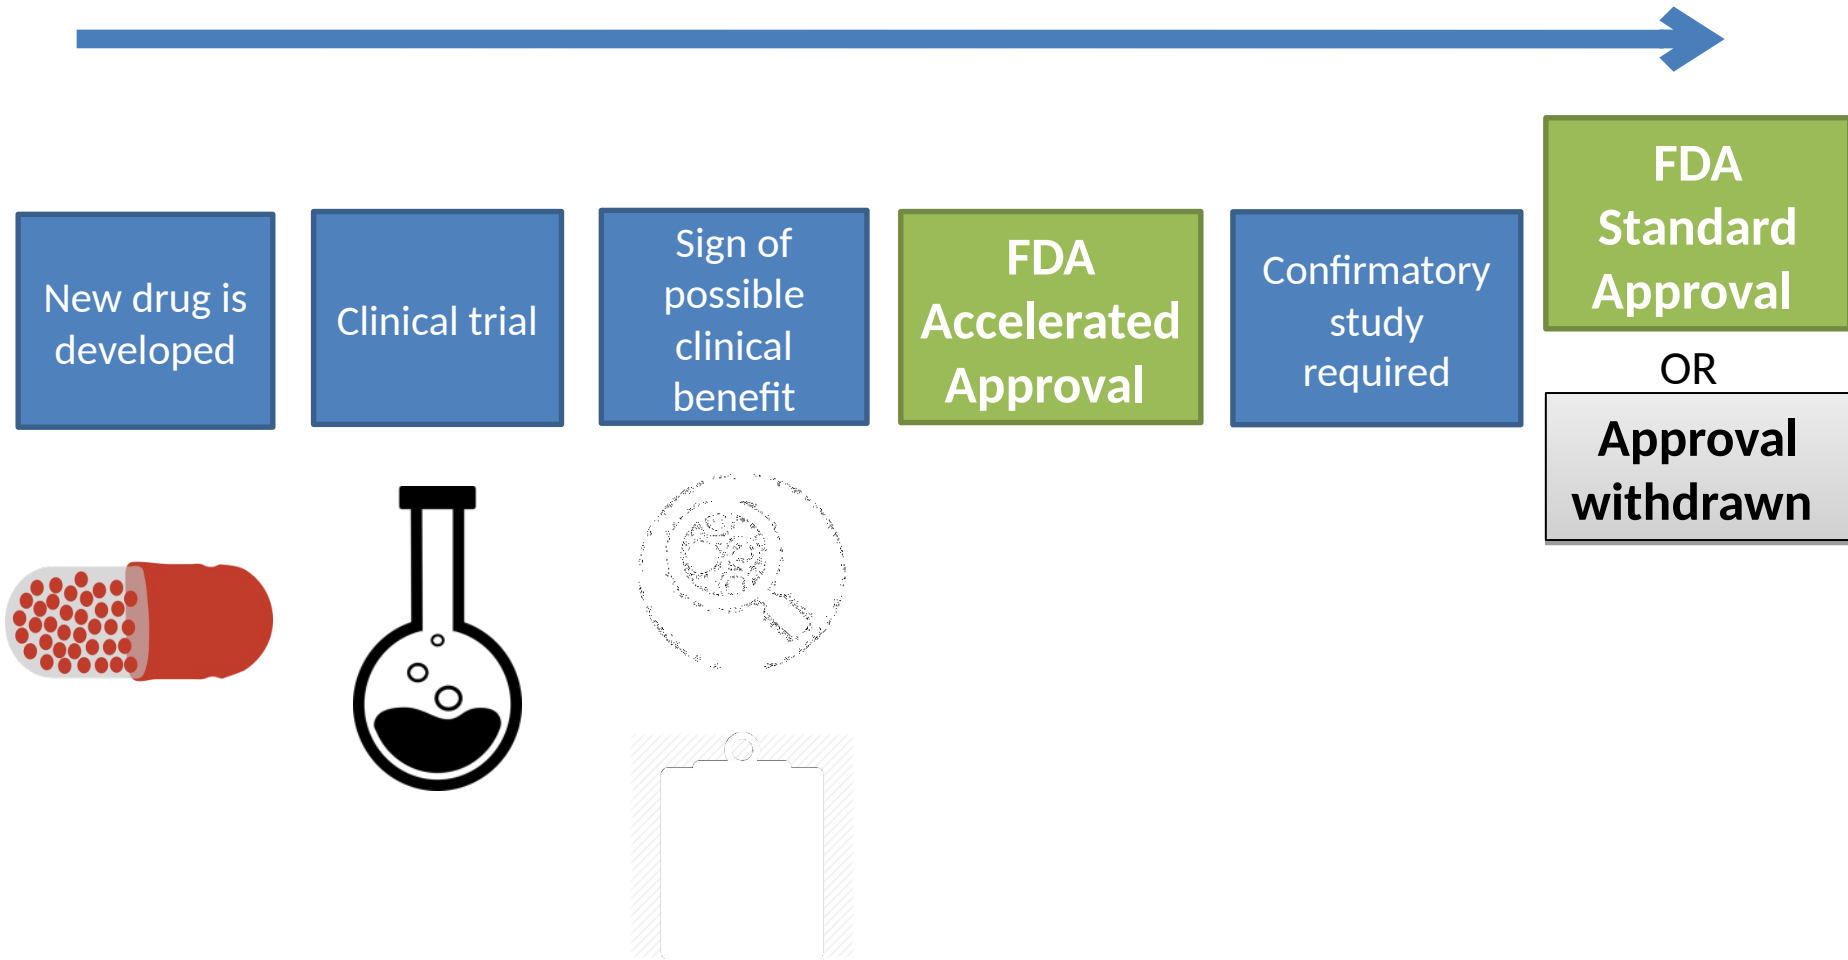 New drug is
developed
Clinical trial
Sign of
possible
clinical
benefit
FDA
Accelerated
Approval
Confirmatory
study
required
FDA
Standard
Approval
OR
Approval
withdrawn